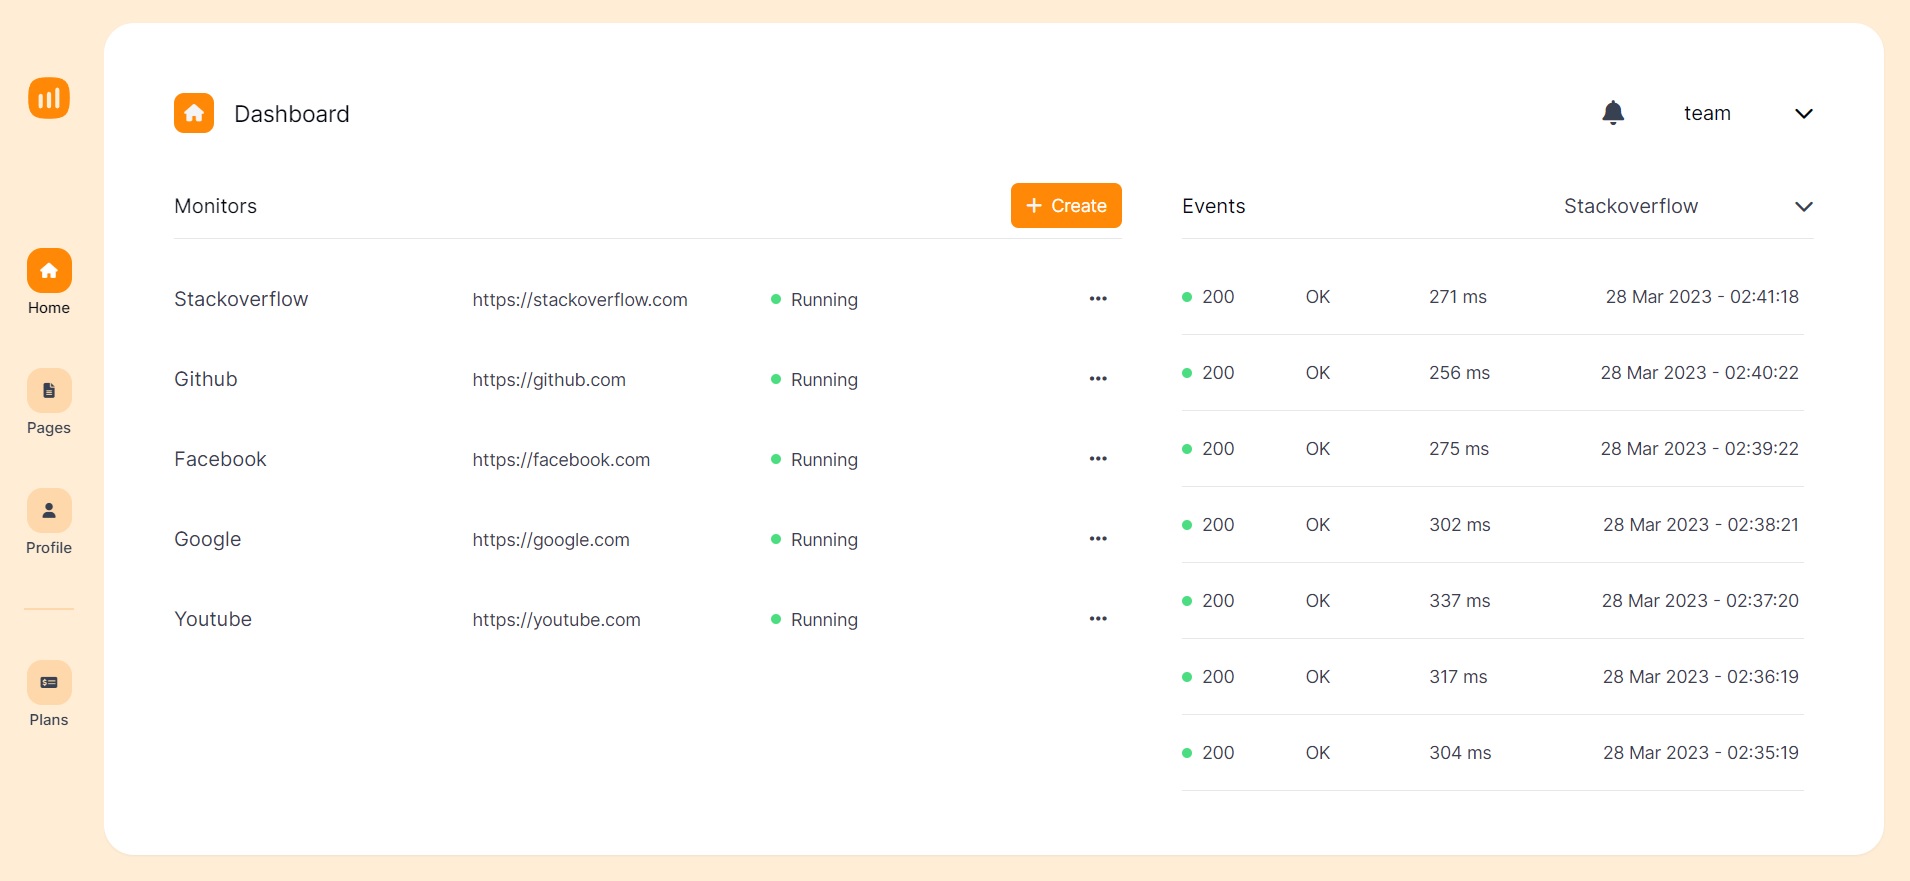 Dashboard
team
Monitors
+ Create
Events
Stackoverflow
Home
Pages
Profile
Plans
Stackoverflow https://stackoverflow.com Running
Github https://github.com Running
Facebook https://facebook.com Running
Google https://google.com Running
Youtube https://youtube.com Running
200 OK 271 ms 28 Mar 2023 - 02:41:18
200 OK 256 ms 28 Mar 2023 - 02:40:22
200 OK 275 ms 28 Mar 2023 - 02:39:22
200 OK 302 ms 28 Mar 2023 - 02:38:21
200 OK 337 ms 28 Mar 2023 - 02:37:20
200 OK 317 ms 28 Mar 2023 - 02:36:19
200 OK 304 ms 28 Mar 2023 - 02:35:19